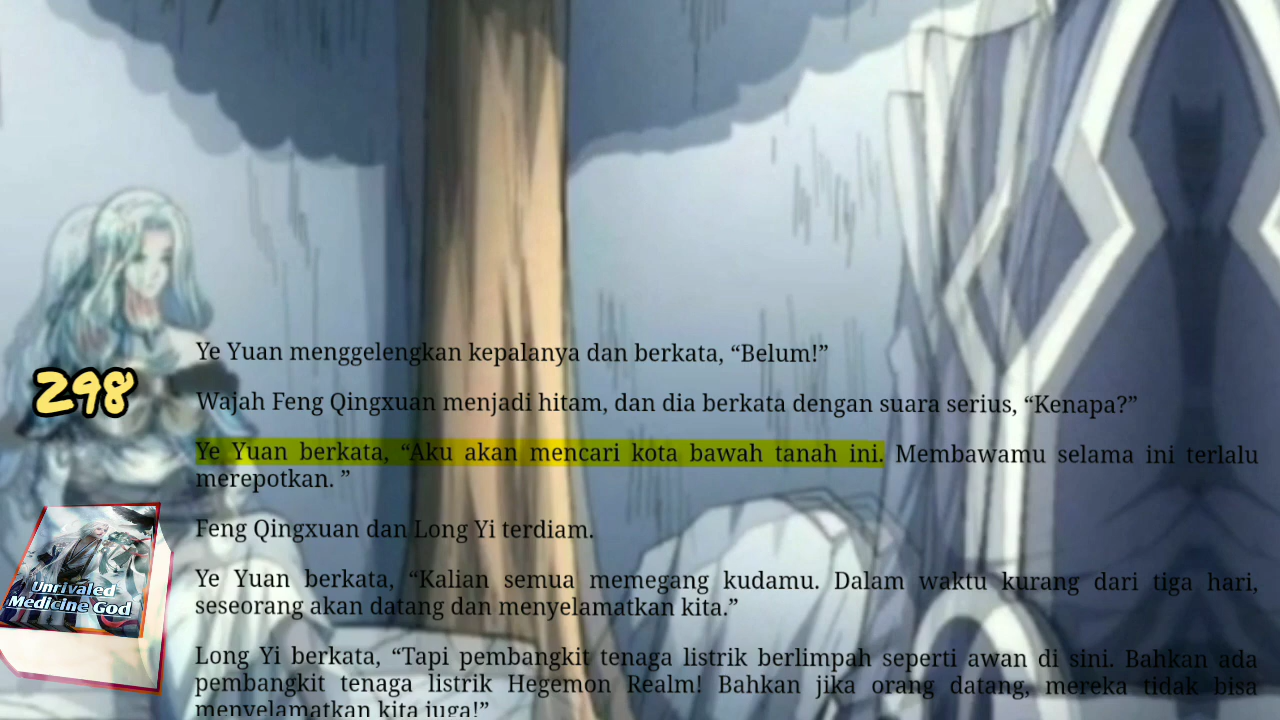 Ye Yuan menggelengkan kepalanya dan berkata, “Belum!”
Wajah Feng Qingxuan menjadi hitam, dan dia berkata dengan suara serius, “Kenapa?”
298
Ye Yuan berkata, “Aku akan mencari kota bawah tanah ini. Membawamu selama ini terlalu
merepotkan. ”
Feng Qingxuan dan Long Yi terdiam.
Ye Yuan berkata, “Kalian semua memegang kudamu. Dalam waktu kurang dari tiga hari,
seseorang akan datang dan menyelamatkan kita.”
Unrivaled
Medicine God
Long Yi berkata, “Tapi pembangkit tenaga listrik berlimpah seperti awan di sini. Bahkan ada
pembangkit tenaga listrik Hegemon Realm! Bahkan jika orang datang, mereka tidak bisa
menyelamatkan kita juga!”